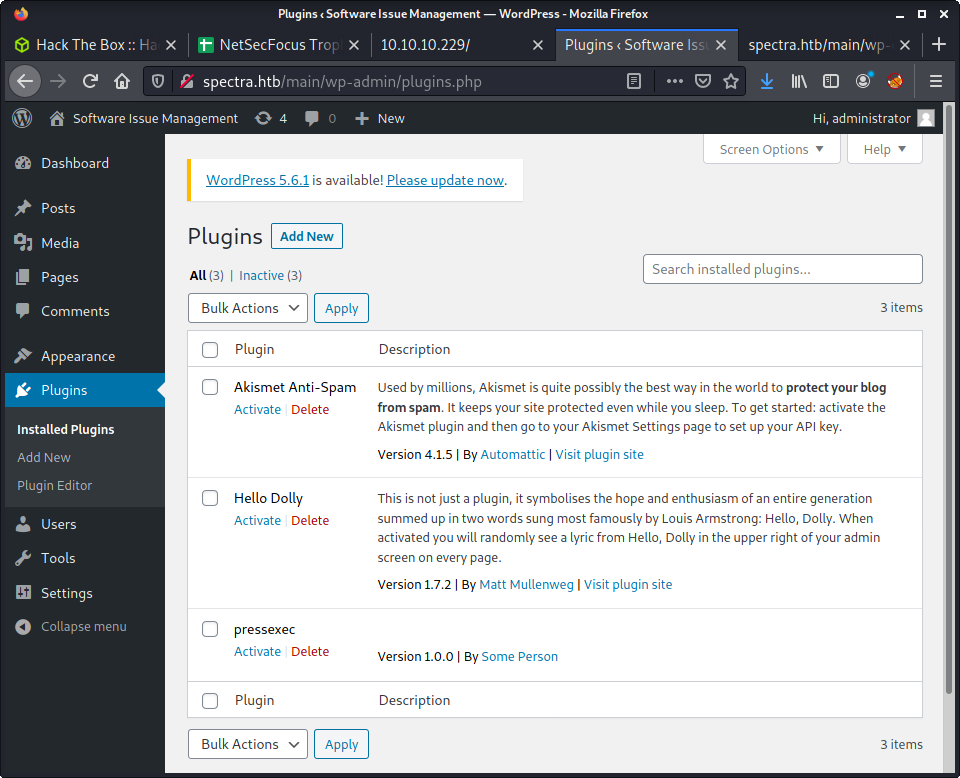 Plugins ‹ Software Issue Management — WordPress - Mozilla Firefox
Hack The Box :: Ha
NetSecFocus Trop
10.10.10.229/
Plugins ‹ Software Iss
spectra.htb/main/wp-
spectra.htb/main/wp-admin/plugins.php
Software Issue Management
4
0
New
Hi, administrator
Screen Options
Help
Dashboard
Posts
Media
Pages
Comments
Appearance
Plugins
Installed Plugins
Add New
Plugin Editor
Users
Tools
Settings
Collapse menu
WordPress 5.6.1 is available! Please update now.
Plugins
Add New
All (3) | Inactive (3)
Search installed plugins...
Bulk Actions
Apply
3 items
Plugin
Description
Akismet Anti-Spam
Activate | Delete
Used by millions, Akismet is quite possibly the best way in the world to protect your blog
from spam. It keeps your site protected even while you sleep. To get started: activate the
Akismet plugin and then go to your Akismet Settings page to set up your API key.
Version 4.1.5 | By Automattic | Visit plugin site
Hello Dolly
Activate | Delete
This is not just a plugin, it symbolises the hope and enthusiasm of an entire generation
summed up in two words sung most famously by Louis Armstrong: Hello, Dolly. When
activated you will randomly see a lyric from Hello, Dolly in the upper right of your admin
screen on every page.
Version 1.7.2 | By Matt Mullenweg | Visit plugin site
pressexec
Activate | Delete
Version 1.0.0 | By Some Person
Plugin
Description
Bulk Actions
Apply
3 items